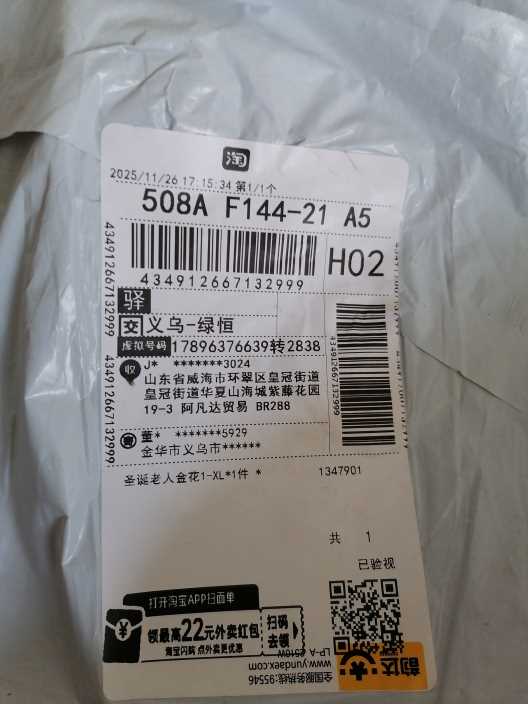 淘
2025/11/26 17:15:34 第1/1个
508A F144-21 A5
H02
434912667132999
434912667132999
434912667132999
434912667132999
驿
交 义乌-绿恒
虚拟号码 17896376639转2838
收 J* *******3024
山东省威海市环翠区皇冠街道
皇冠街道华夏山海城紫藤花园
19-3 阿凡达贸易 BR288
董* *******5929
金华市义乌市******
圣诞老人金花1-XL*1件 *
1347901
共 1
已验视
打开淘宝APP扫面单
领最高22元外卖红包
淘宝闪购 点外卖更优惠
扫码
去领
韵达
www.yundaex.com
全国服务热线:95546